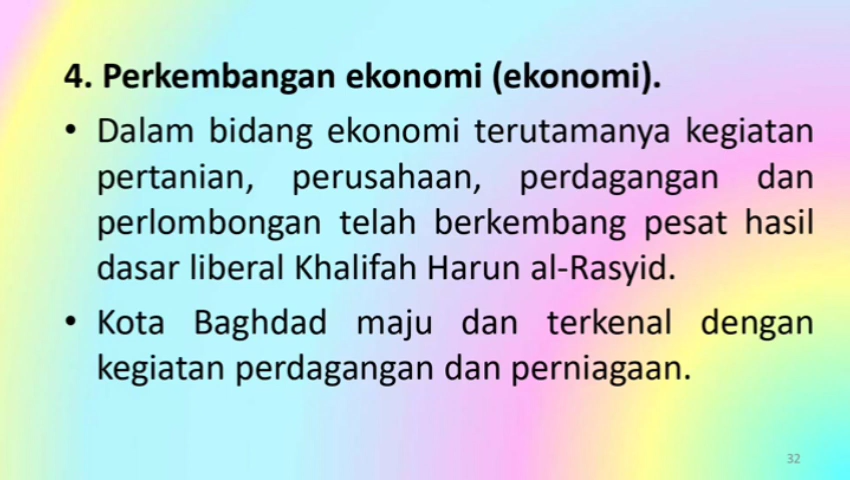 4. Perkembangan ekonomi (ekonomi).
• Dalam bidang ekonomi terutamanya kegiatan
pertanian, perusahaan, perdagangan dan
perlombongan telah berkembang pesat hasil
dasar liberal Khalifah Harun al-Rasyid.
• Kota Baghdad maju dan terkenal dengan
kegiatan perdagangan dan perniagaan.
32